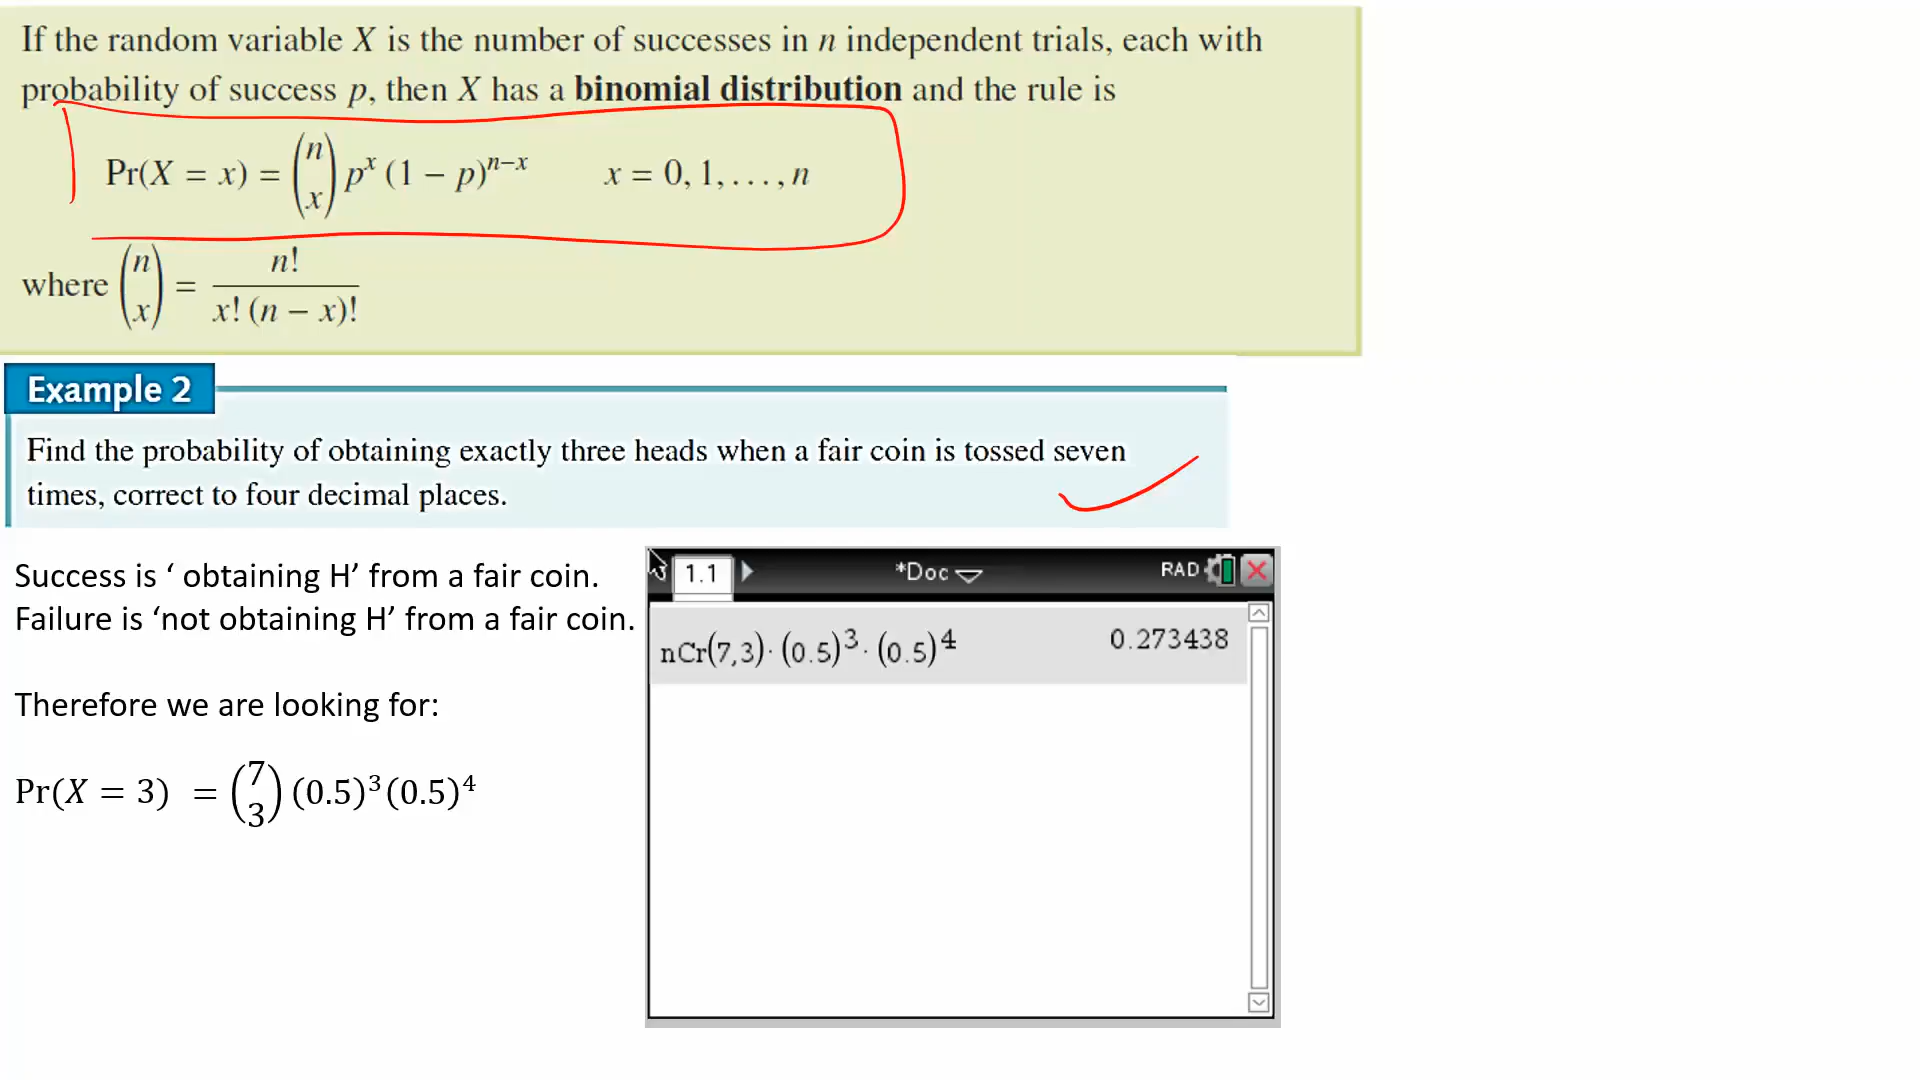 If the random variable X is the number of successes in n independent trials, each with
probability of success p, then X has a binomial distribution and the rule is
Pr(X = x) = (n x) pˣ (1 − p)ⁿ⁻ˣ x = 0, 1, . . . , n
where (n x) = n! / x! (n − x)!
Example 2
Find the probability of obtaining exactly three heads when a fair coin is tossed seven
times, correct to four decimal places.
Success is ‘ obtaining H’ from a fair coin.
Failure is ‘not obtaining H’ from a fair coin.
Therefore we are looking for:
Pr(X = 3) = (7 3) (0.5)³(0.5)⁴
1.1 *Doc RAD
nCr(7,3)·(0.5)³·(0.5)⁴ 0.273438